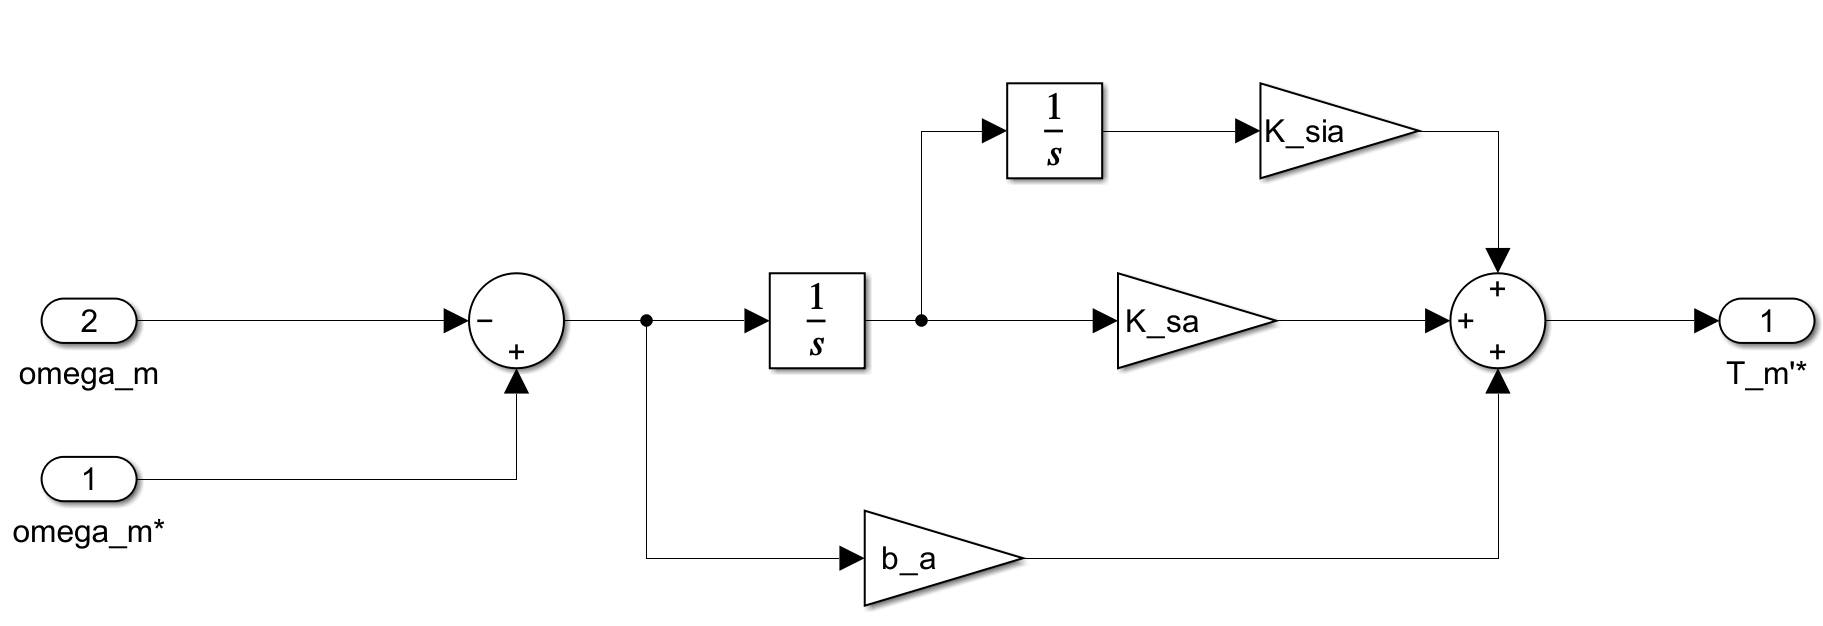 1
s
K_sia
2
omega_m
−
+
1
s
K_sa
+
+
+
1
T_m'*
1
omega_m*
b_a